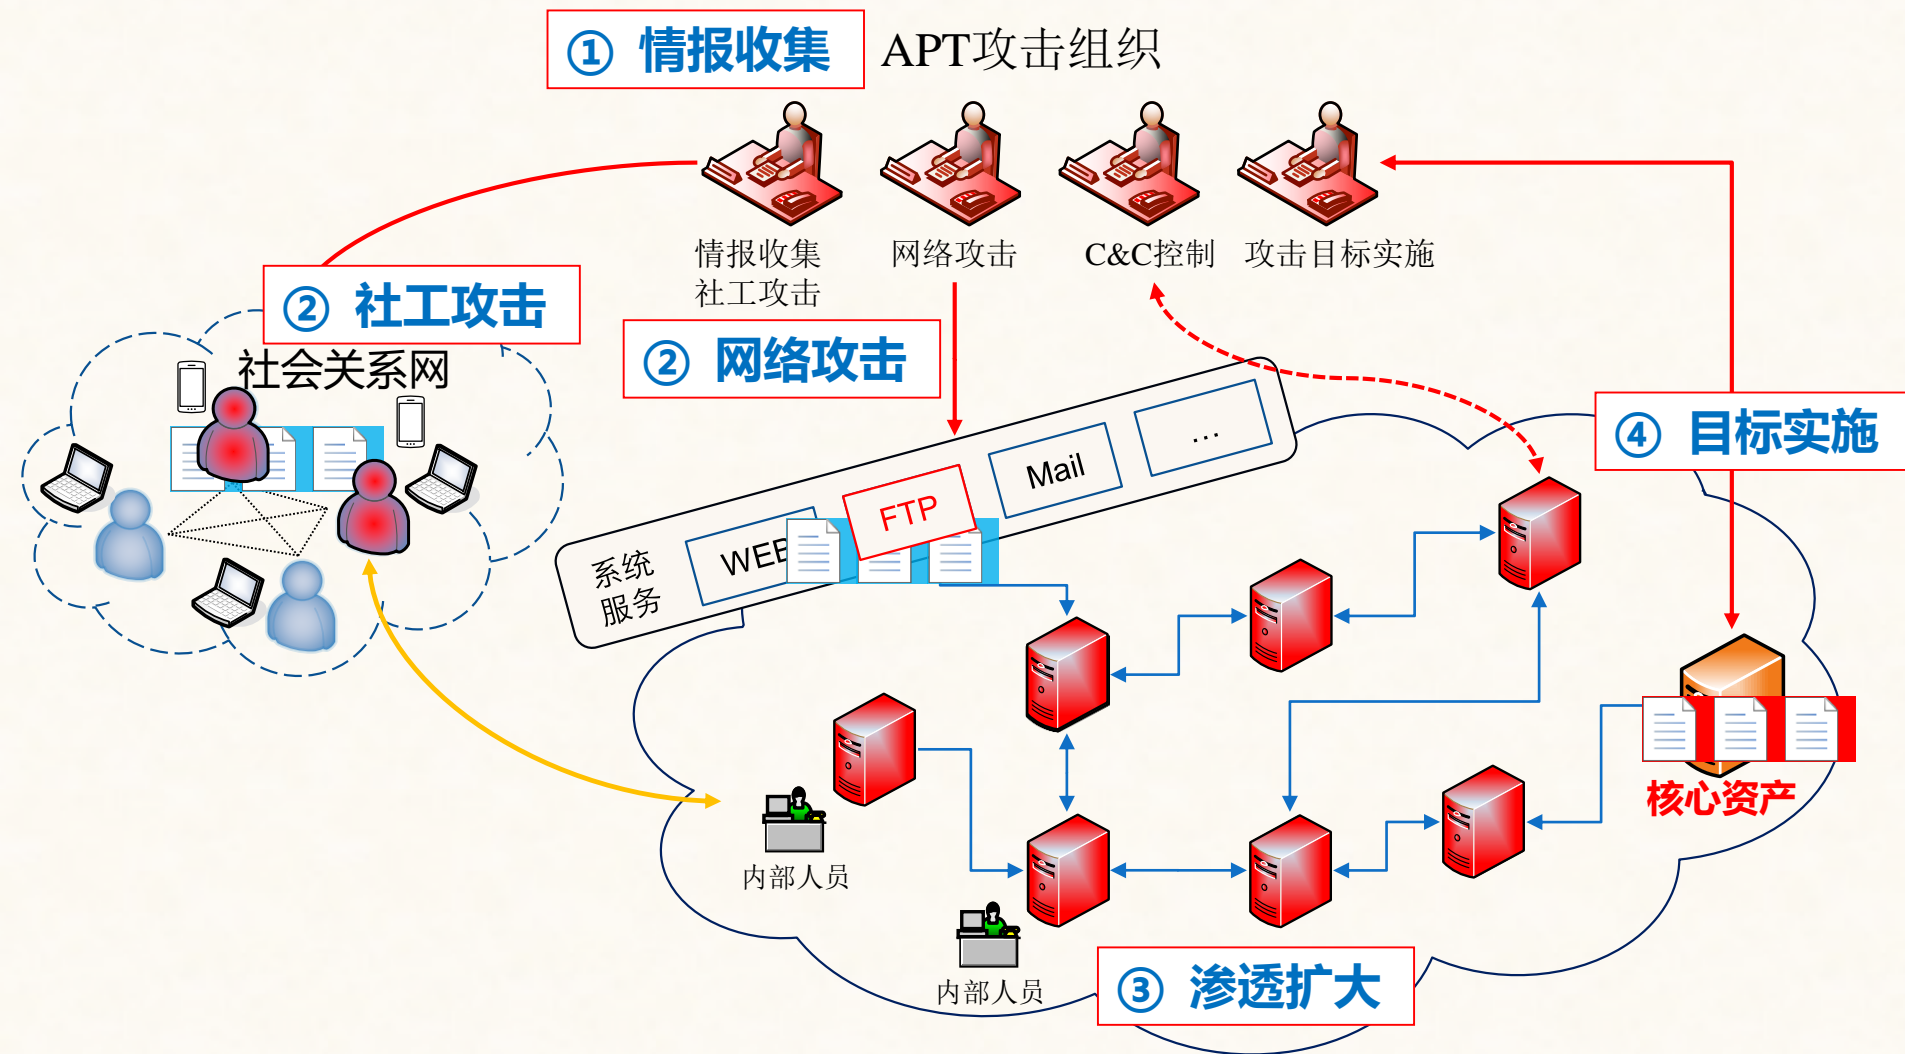 ① 情报收集
APT攻击组织
情报收集
社工攻击
网络攻击
C&C控制
攻击目标实施
② 社工攻击
社会关系网
② 网络攻击
系统
服务
WEB
FTP
Mail
…
④ 目标实施
核心资产
内部人员
内部人员
③ 渗透扩大